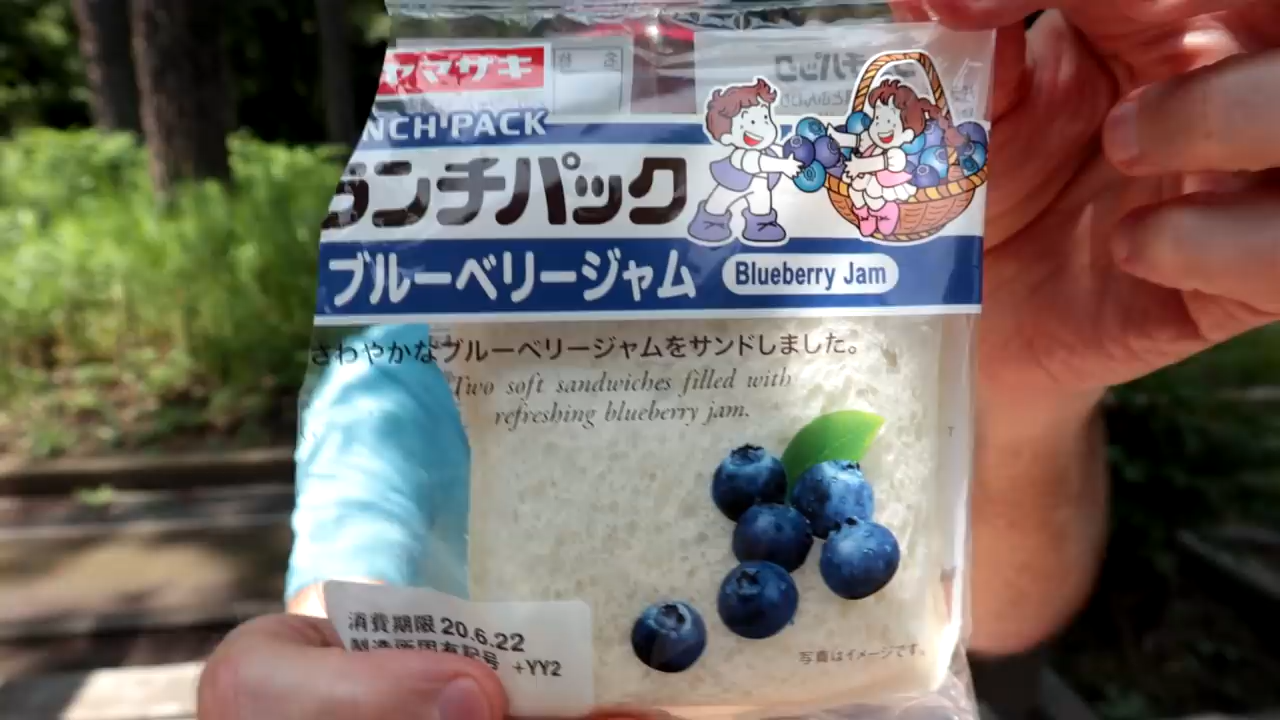 ヤマザキ
名 称
NCH PACK
ランチパック
ブルーベリージャム
Blueberry Jam
さわやかなブルーベリージャムをサンドしました。
Two soft sandwiches filled with
refreshing blueberry jam.
消費期限 20.6.22
製造所固有記号 +YY2
写真はイメージです。